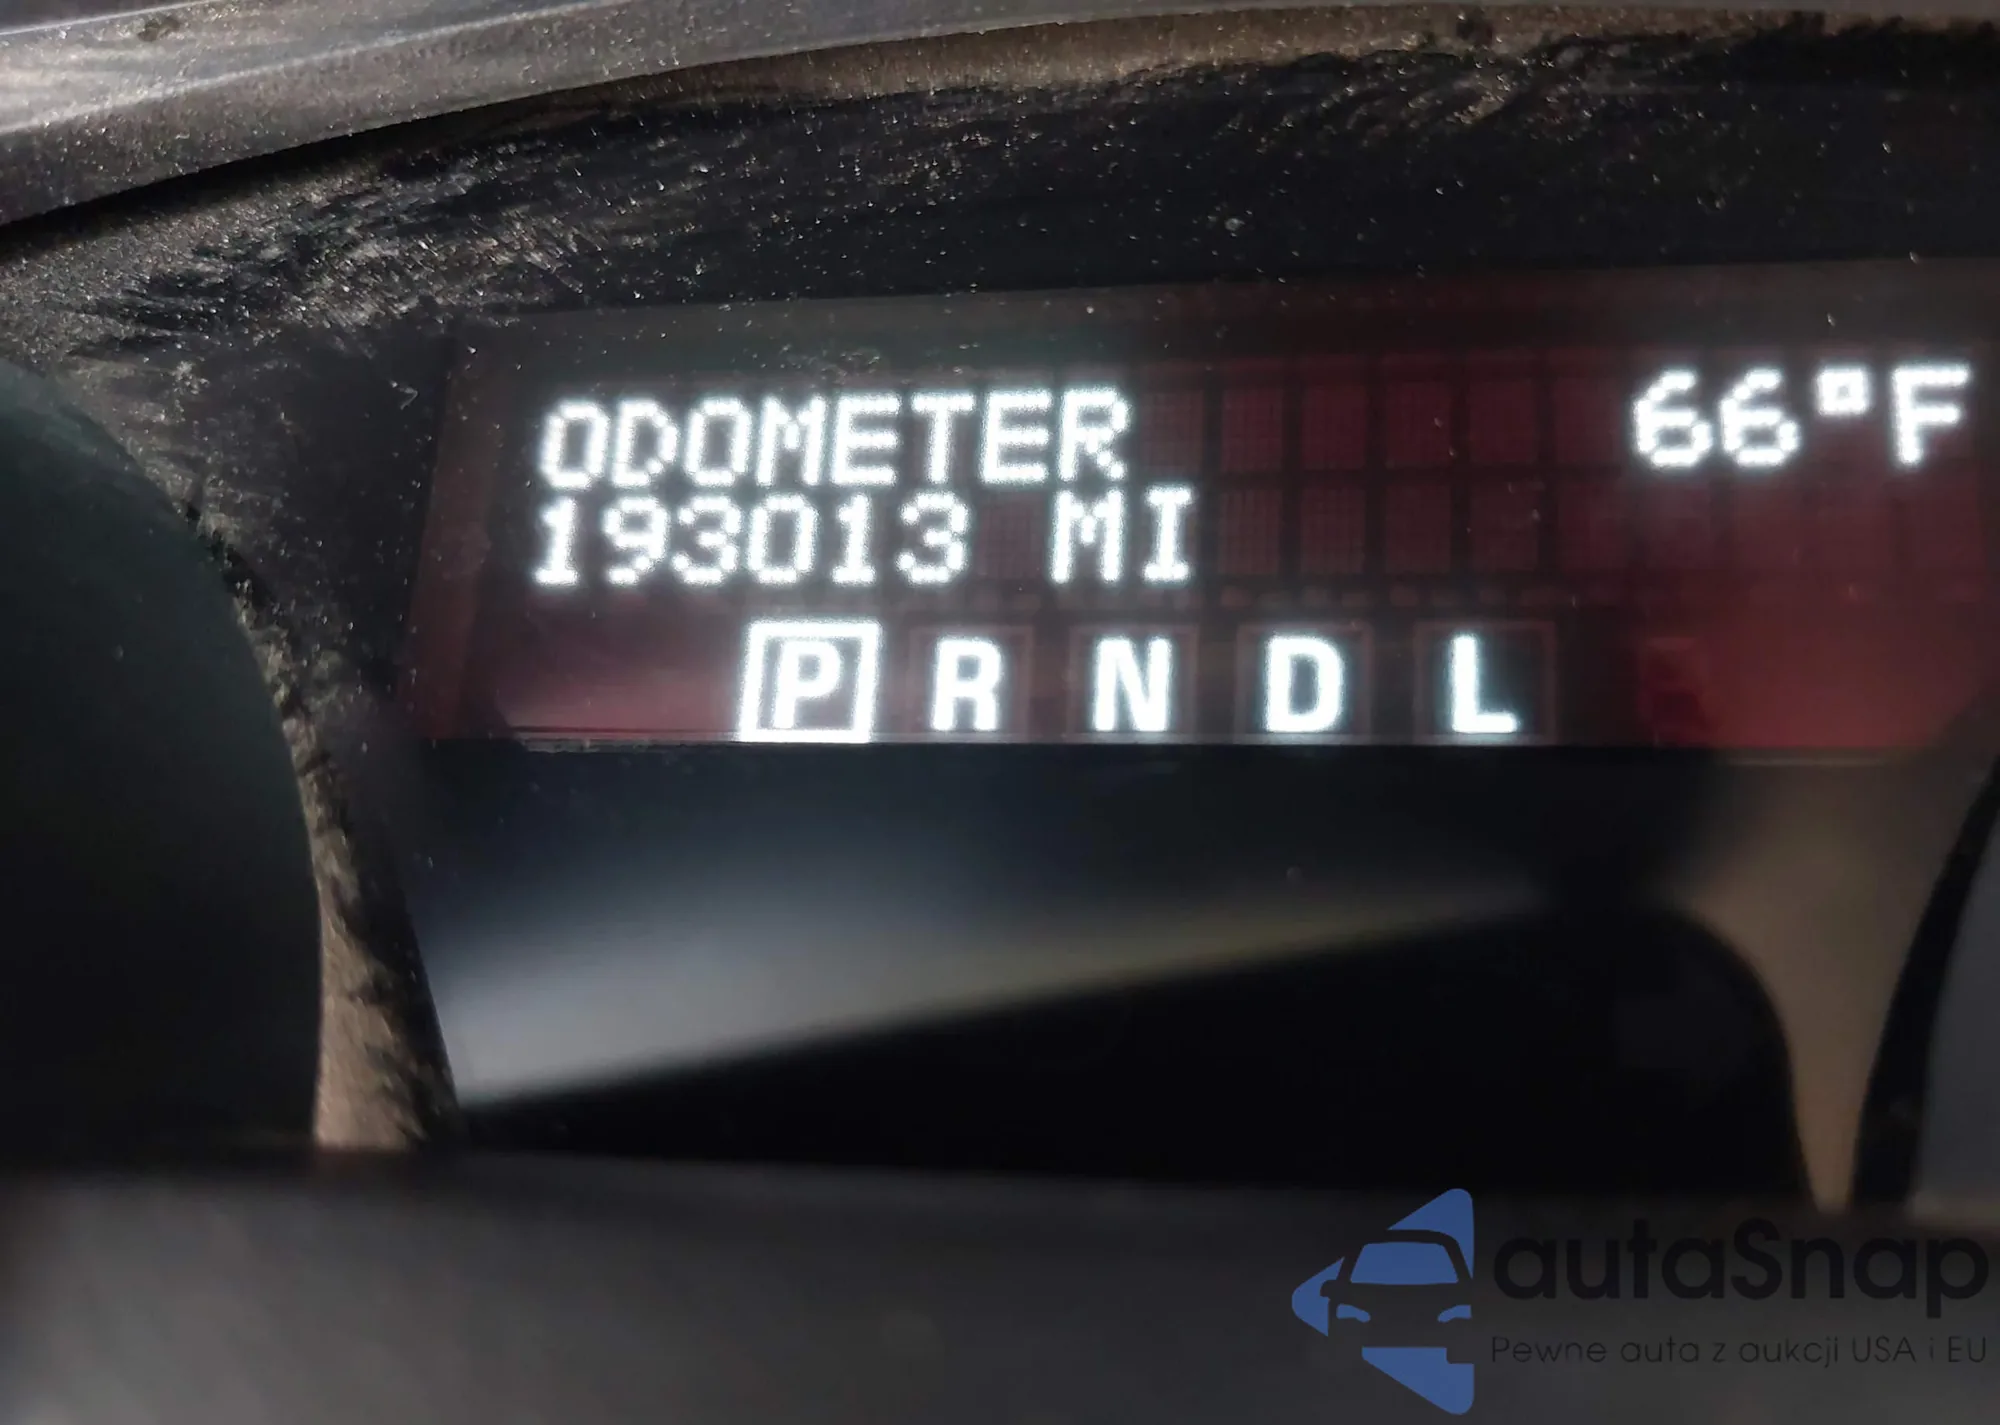 ODOMETER 66°F
193013 MI
P R N D L
autaSnap
Pewne auta z aukcji USA i EU